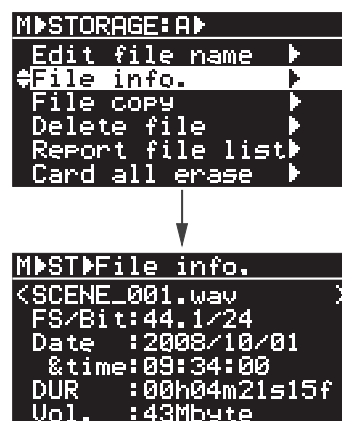 M▶STORAGE:A▶
Edit file name ▶
File info. ▶
File copy ▶
Delete file ▶
Report file list▶
Card all erase ▶
M▶ST▶File info.
<SCENE_001.wav >
FS/Bit:44.1/24
Date :2008/10/01
&time:09:34:00
DUR :00h04m21s15f
Vol. :43Mbyte